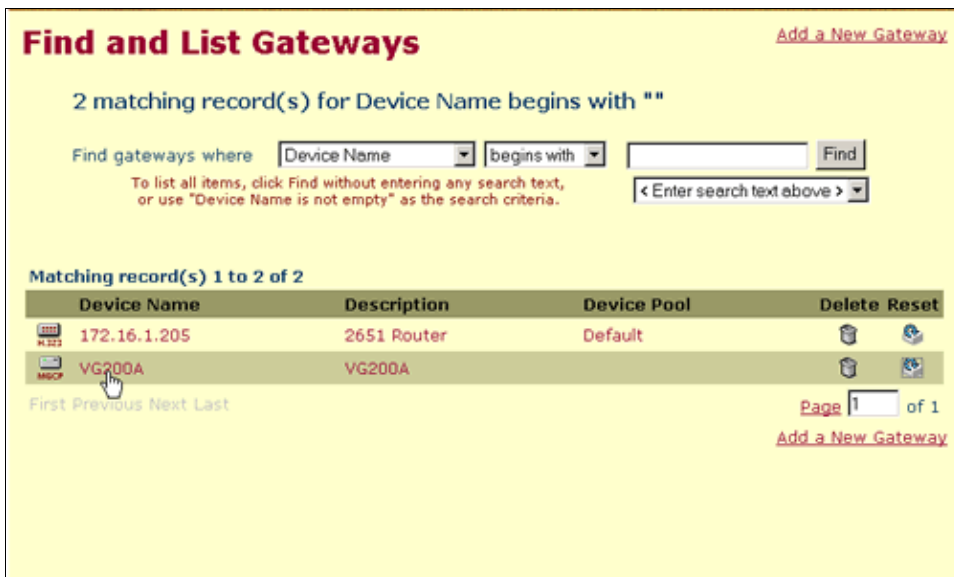 Find and List Gateways
Add a New Gateway
2 matching record(s) for Device Name begins with ""
Find gateways where Device Name begins with Find
To list all items, click Find without entering any search text,
or use "Device Name is not empty" as the search criteria.
< Enter search text above >
Matching record(s) 1 to 2 of 2
Device Name Description Device Pool Delete Reset
H.323 172.16.1.205 2651 Router Default
MGCP VG200A VG200A
First Previous Next Last
Page 1 of 1
Add a New Gateway